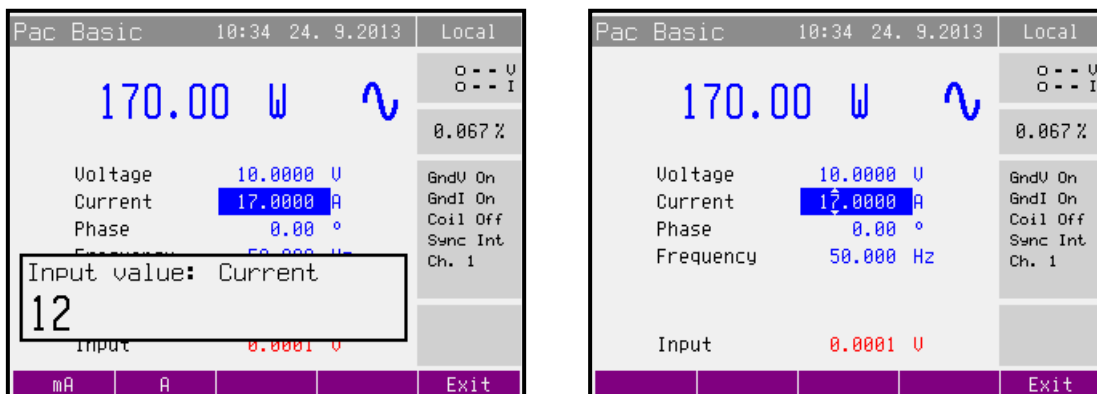 Pac Basic 10:34 24. 9.2013 Local
o - - V
o - - I
170.00 W
0.067 %
Voltage 10.0000 V
Current 17.0000 A
Phase 0.00 °
Frequency 50.000 Hz
GndV On
GndI On
Coil Off
Sync Int
Ch. 1
Input value: Current
12
Input 0.0001 V
mA A Exit
Pac Basic 10:34 24. 9.2013 Local
o - - V
o - - I
170.00 W
0.067 %
Voltage 10.0000 V
Current 17.0000 A
Phase 0.00 °
Frequency 50.000 Hz
GndV On
GndI On
Coil Off
Sync Int
Ch. 1
Input 0.0001 V
Exit